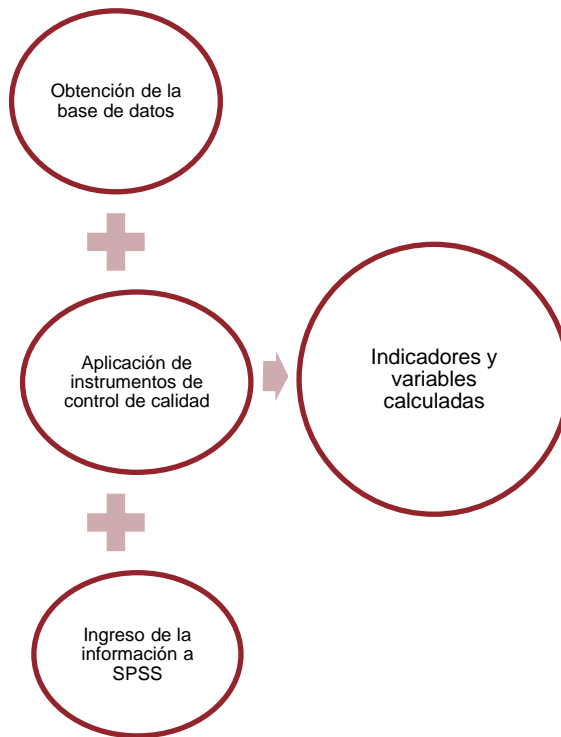 Obtención de la
base de datos
Aplicación de
instrumentos de
control de calidad
Indicadores y
variables
calculadas
Ingreso de la
información a
SPSS